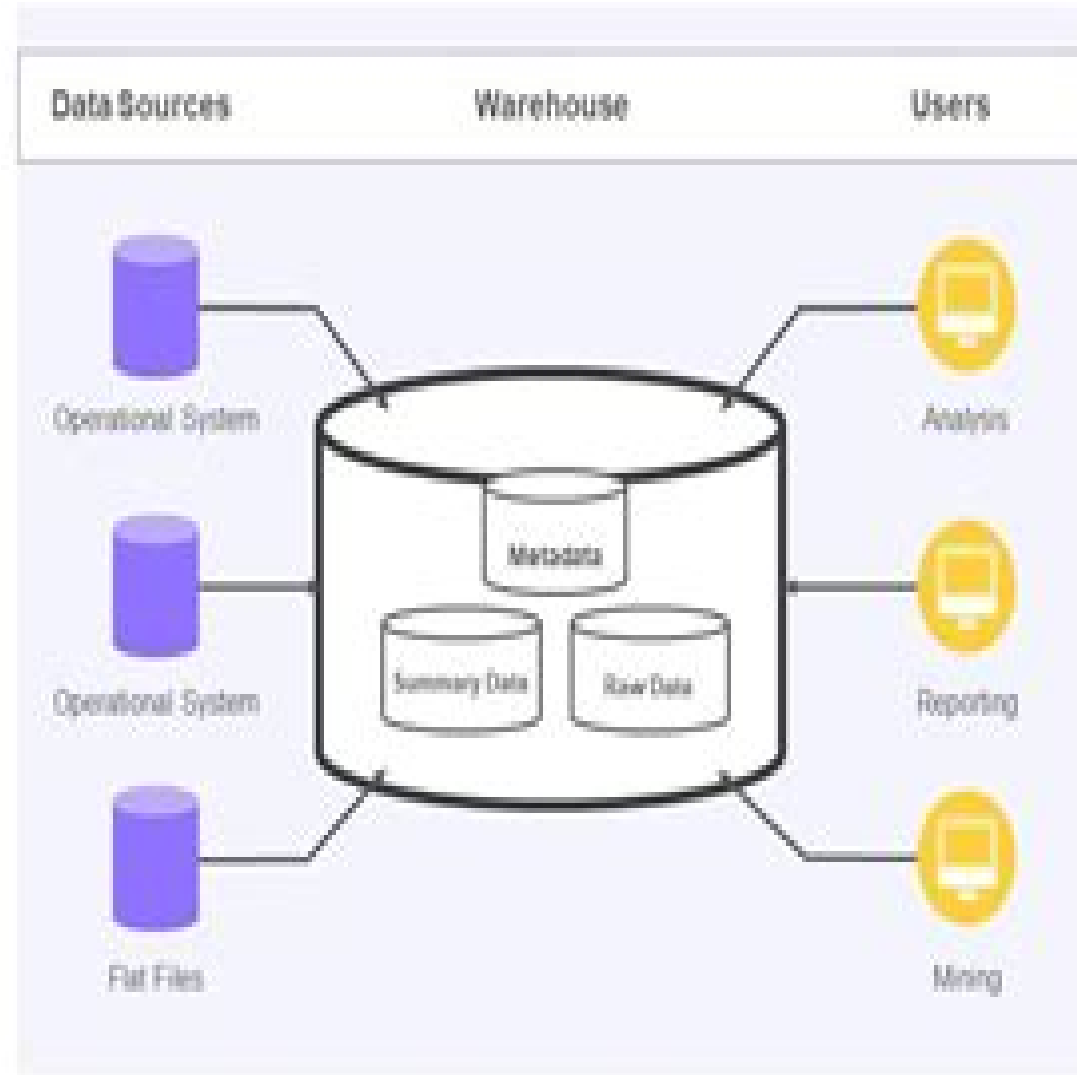 Data Sources
Warehouse
Users
Operational System
Analysis
Metadata
Summary Data
Raw Data
Operational System
Reporting
Flat Files
Mining